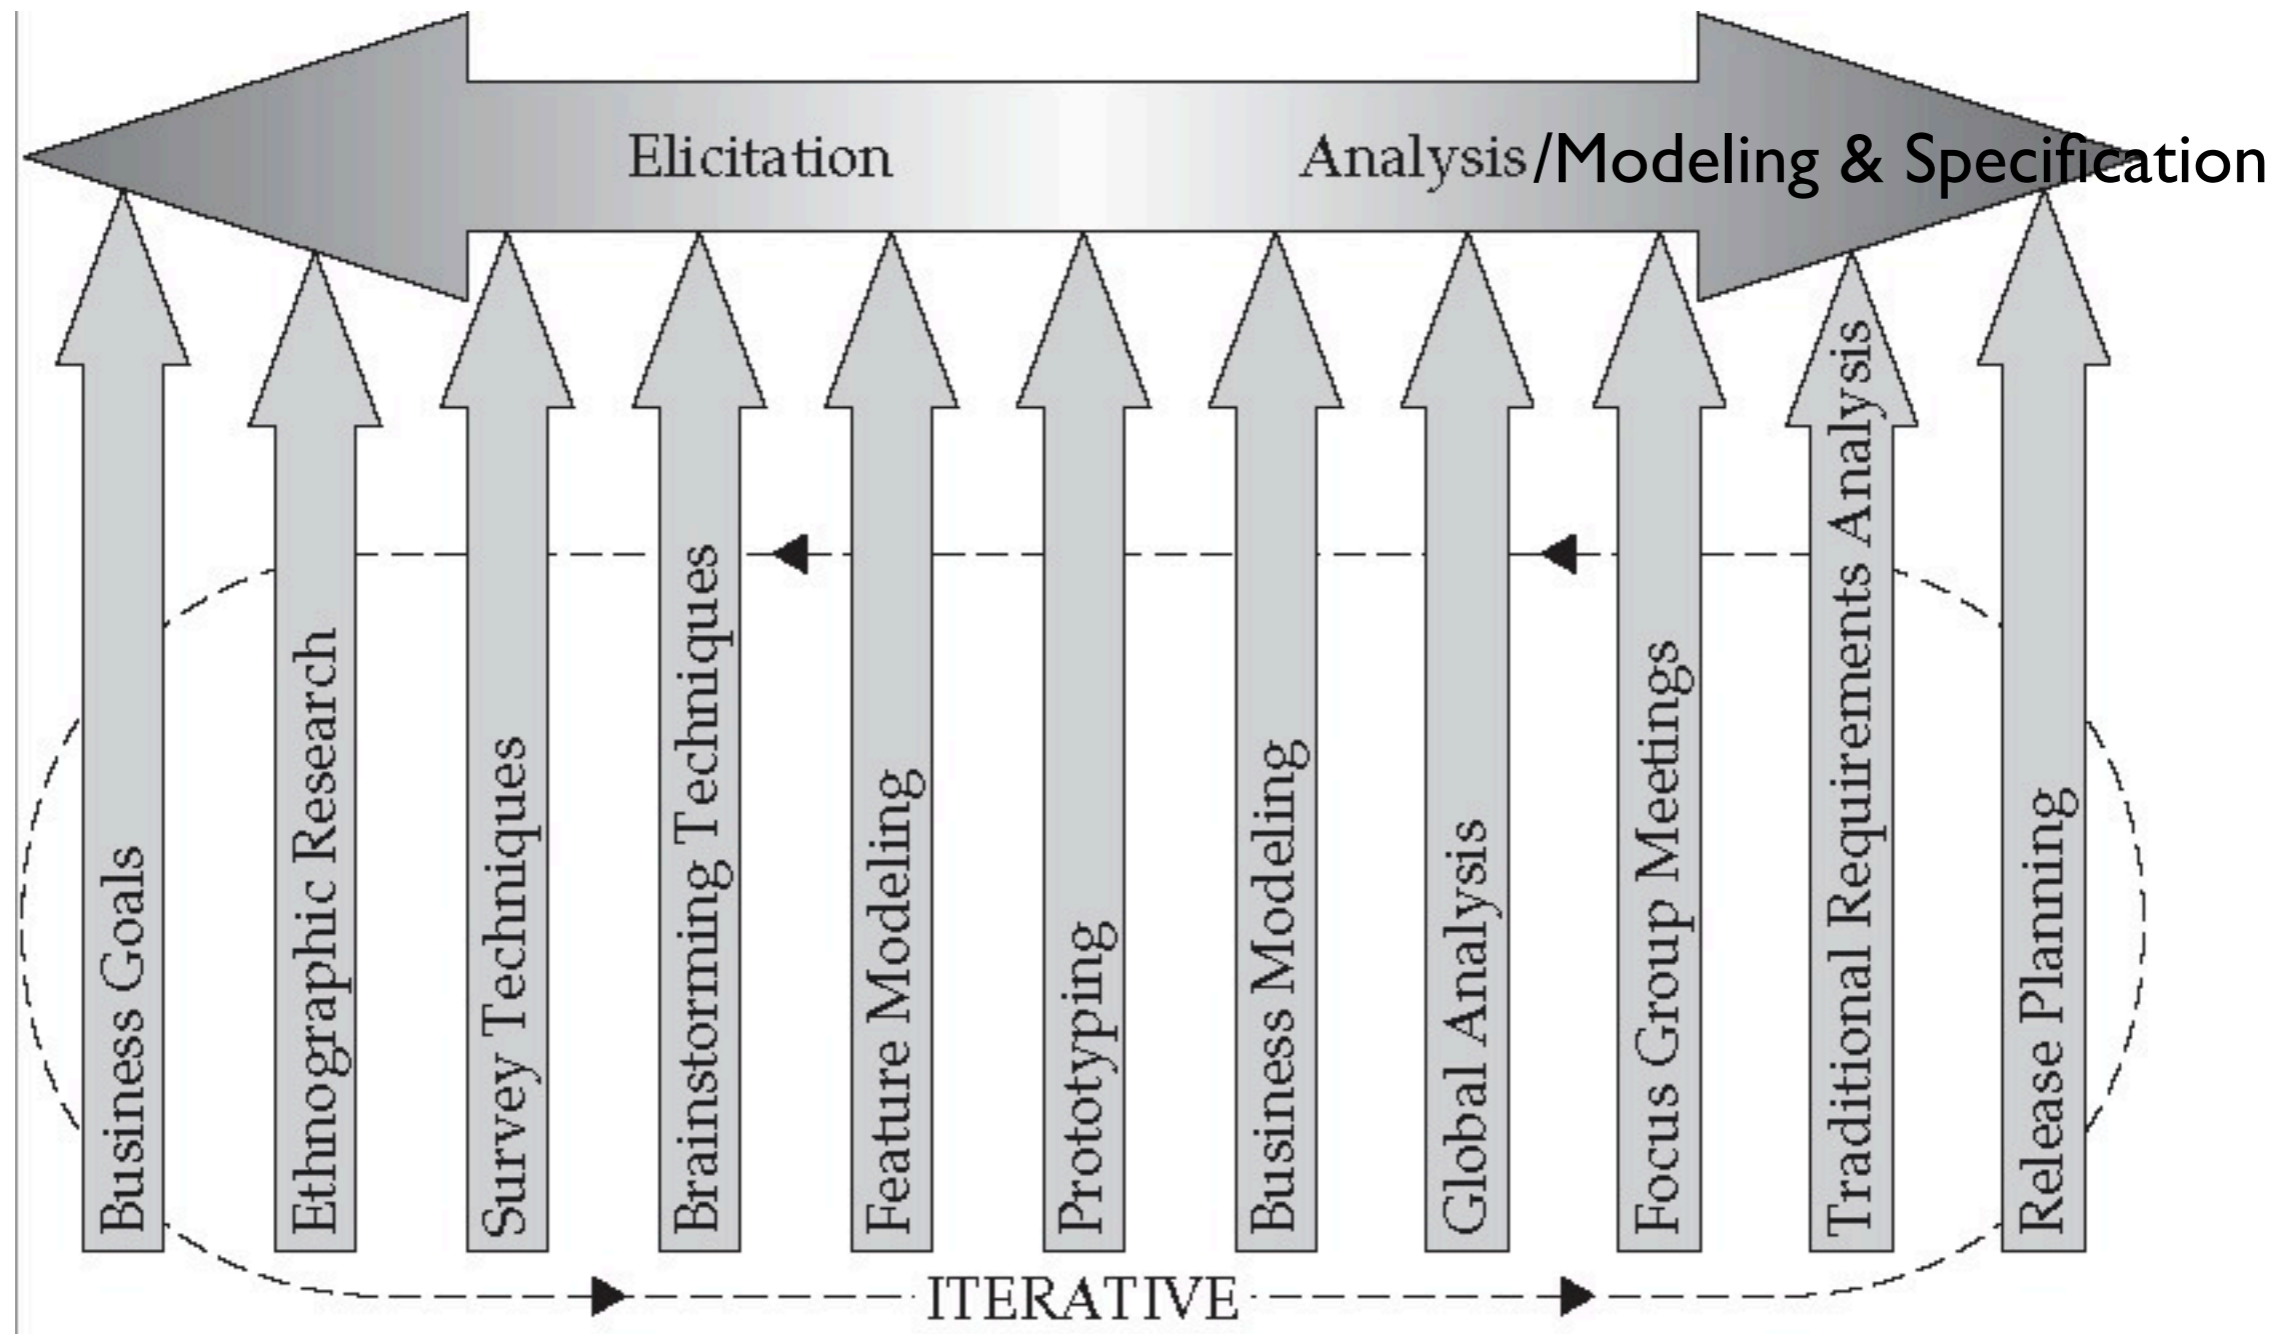 Elicitation
Analysis/Modeling & Specification
Business Goals
Ethnographic Research
Survey Techniques
Brainstorming Techniques
Feature Modeling
Prototyping
Business Modeling
Global Analysis
Focus Group Meetings
Traditional Requirements Analysis
Release Planning
ITERATIVE